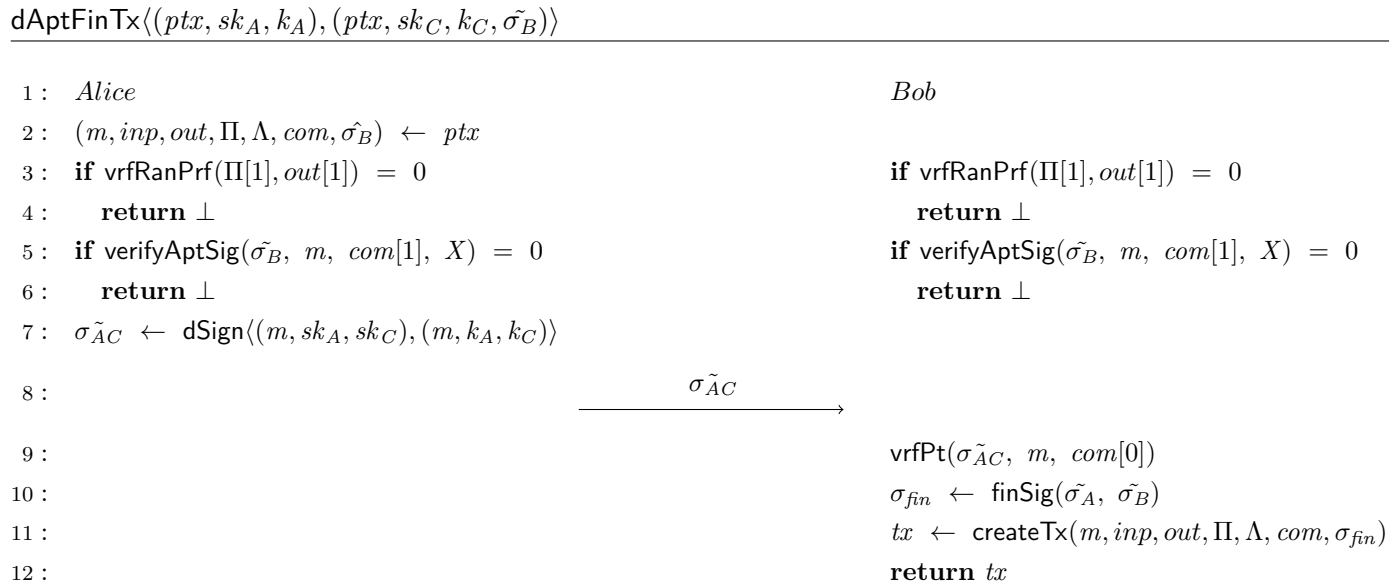 dAptFinTx⟨(ptx, sk_A, k_A), (ptx, sk_C, k_C, σ̃_B)⟩
1 : Alice Bob
2 : (m, inp, out, Π, Λ, com, σ̂_B) ← ptx
3 : if vrfRanPrf(Π[1], out[1]) = 0 if vrfRanPrf(Π[1], out[1]) = 0
4 : return ⊥ return ⊥
5 : if verifyAptSig(σ̃_B, m, com[1], X) = 0 if verifyAptSig(σ̃_B, m, com[1], X) = 0
6 : return ⊥ return ⊥
7 : σ̃_AC ← dSign⟨(m, sk_A, sk_C), (m, k_A, k_C)⟩
8 : σ̃_AC
9 : vrfPt(σ̃_AC, m, com[0])
10 : σ_fin ← finSig(σ̃_A, σ̃_B)
11 : tx ← createTx(m, inp, out, Π, Λ, com, σ_fin)
12 : return tx